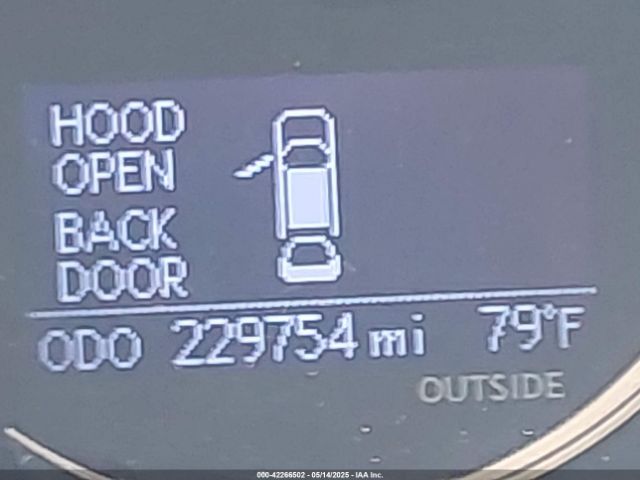 HOOD
OPEN
BACK
DOOR
ODO 229754 mi 79°F
OUTSIDE
000-42266502 - 05/14/2025 - IAA Inc.